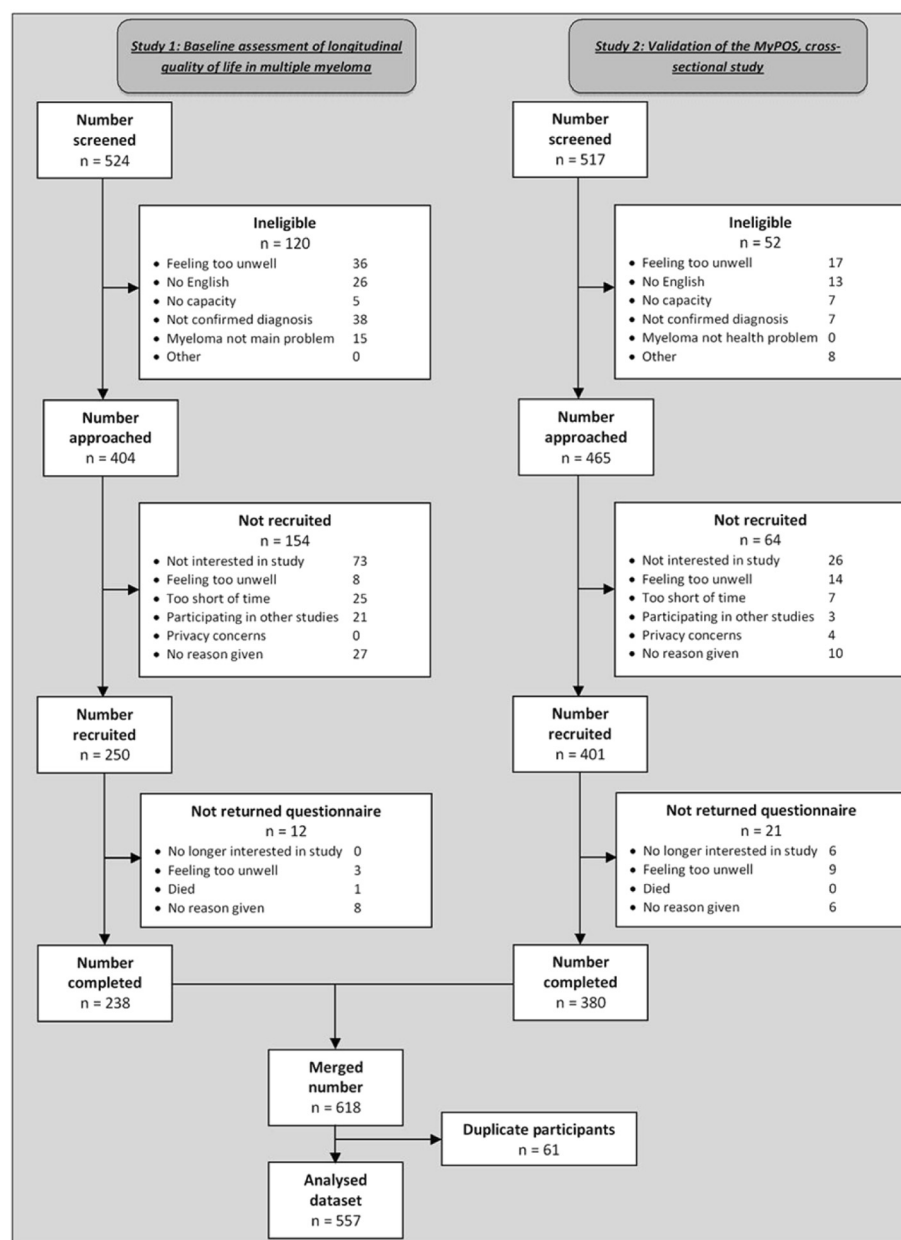 Study 1: Baseline assessment of longitudinal
quality of life in multiple myeloma
Number
screened
n = 524
Ineligible
n = 120
• Feeling too unwell 36
• No English 26
• No capacity 5
• Not confirmed diagnosis 38
• Myeloma not main problem 15
• Other 0
Number
approached
n = 404
Not recruited
n = 154
• Not interested in study 73
• Feeling too unwell 8
• Too short of time 25
• Participating in other studies 21
• Privacy concerns 0
• No reason given 27
Number
recruited
n = 250
Not returned questionnaire
n = 12
• No longer interested in study 0
• Feeling too unwell 3
• Died 1
• No reason given 8
Number
completed
n = 238
Study 2: Validation of the MyPOS, cross-
sectional study
Number
screened
n = 517
Ineligible
n = 52
• Feeling too unwell 17
• No English 13
• No capacity 7
• Not confirmed diagnosis 7
• Myeloma not health problem 0
• Other 8
Number
approached
n = 465
Not recruited
n = 64
• Not interested in study 26
• Feeling too unwell 14
• Too short of time 7
• Participating in other studies 3
• Privacy concerns 4
• No reason given 10
Number
recruited
n = 401
Not returned questionnaire
n = 21
• No longer interested in study 6
• Feeling too unwell 9
• Died 0
• No reason given 6
Number
completed
n = 380
Merged
number
n = 618
Duplicate participants
n = 61
Analysed
dataset
n = 557